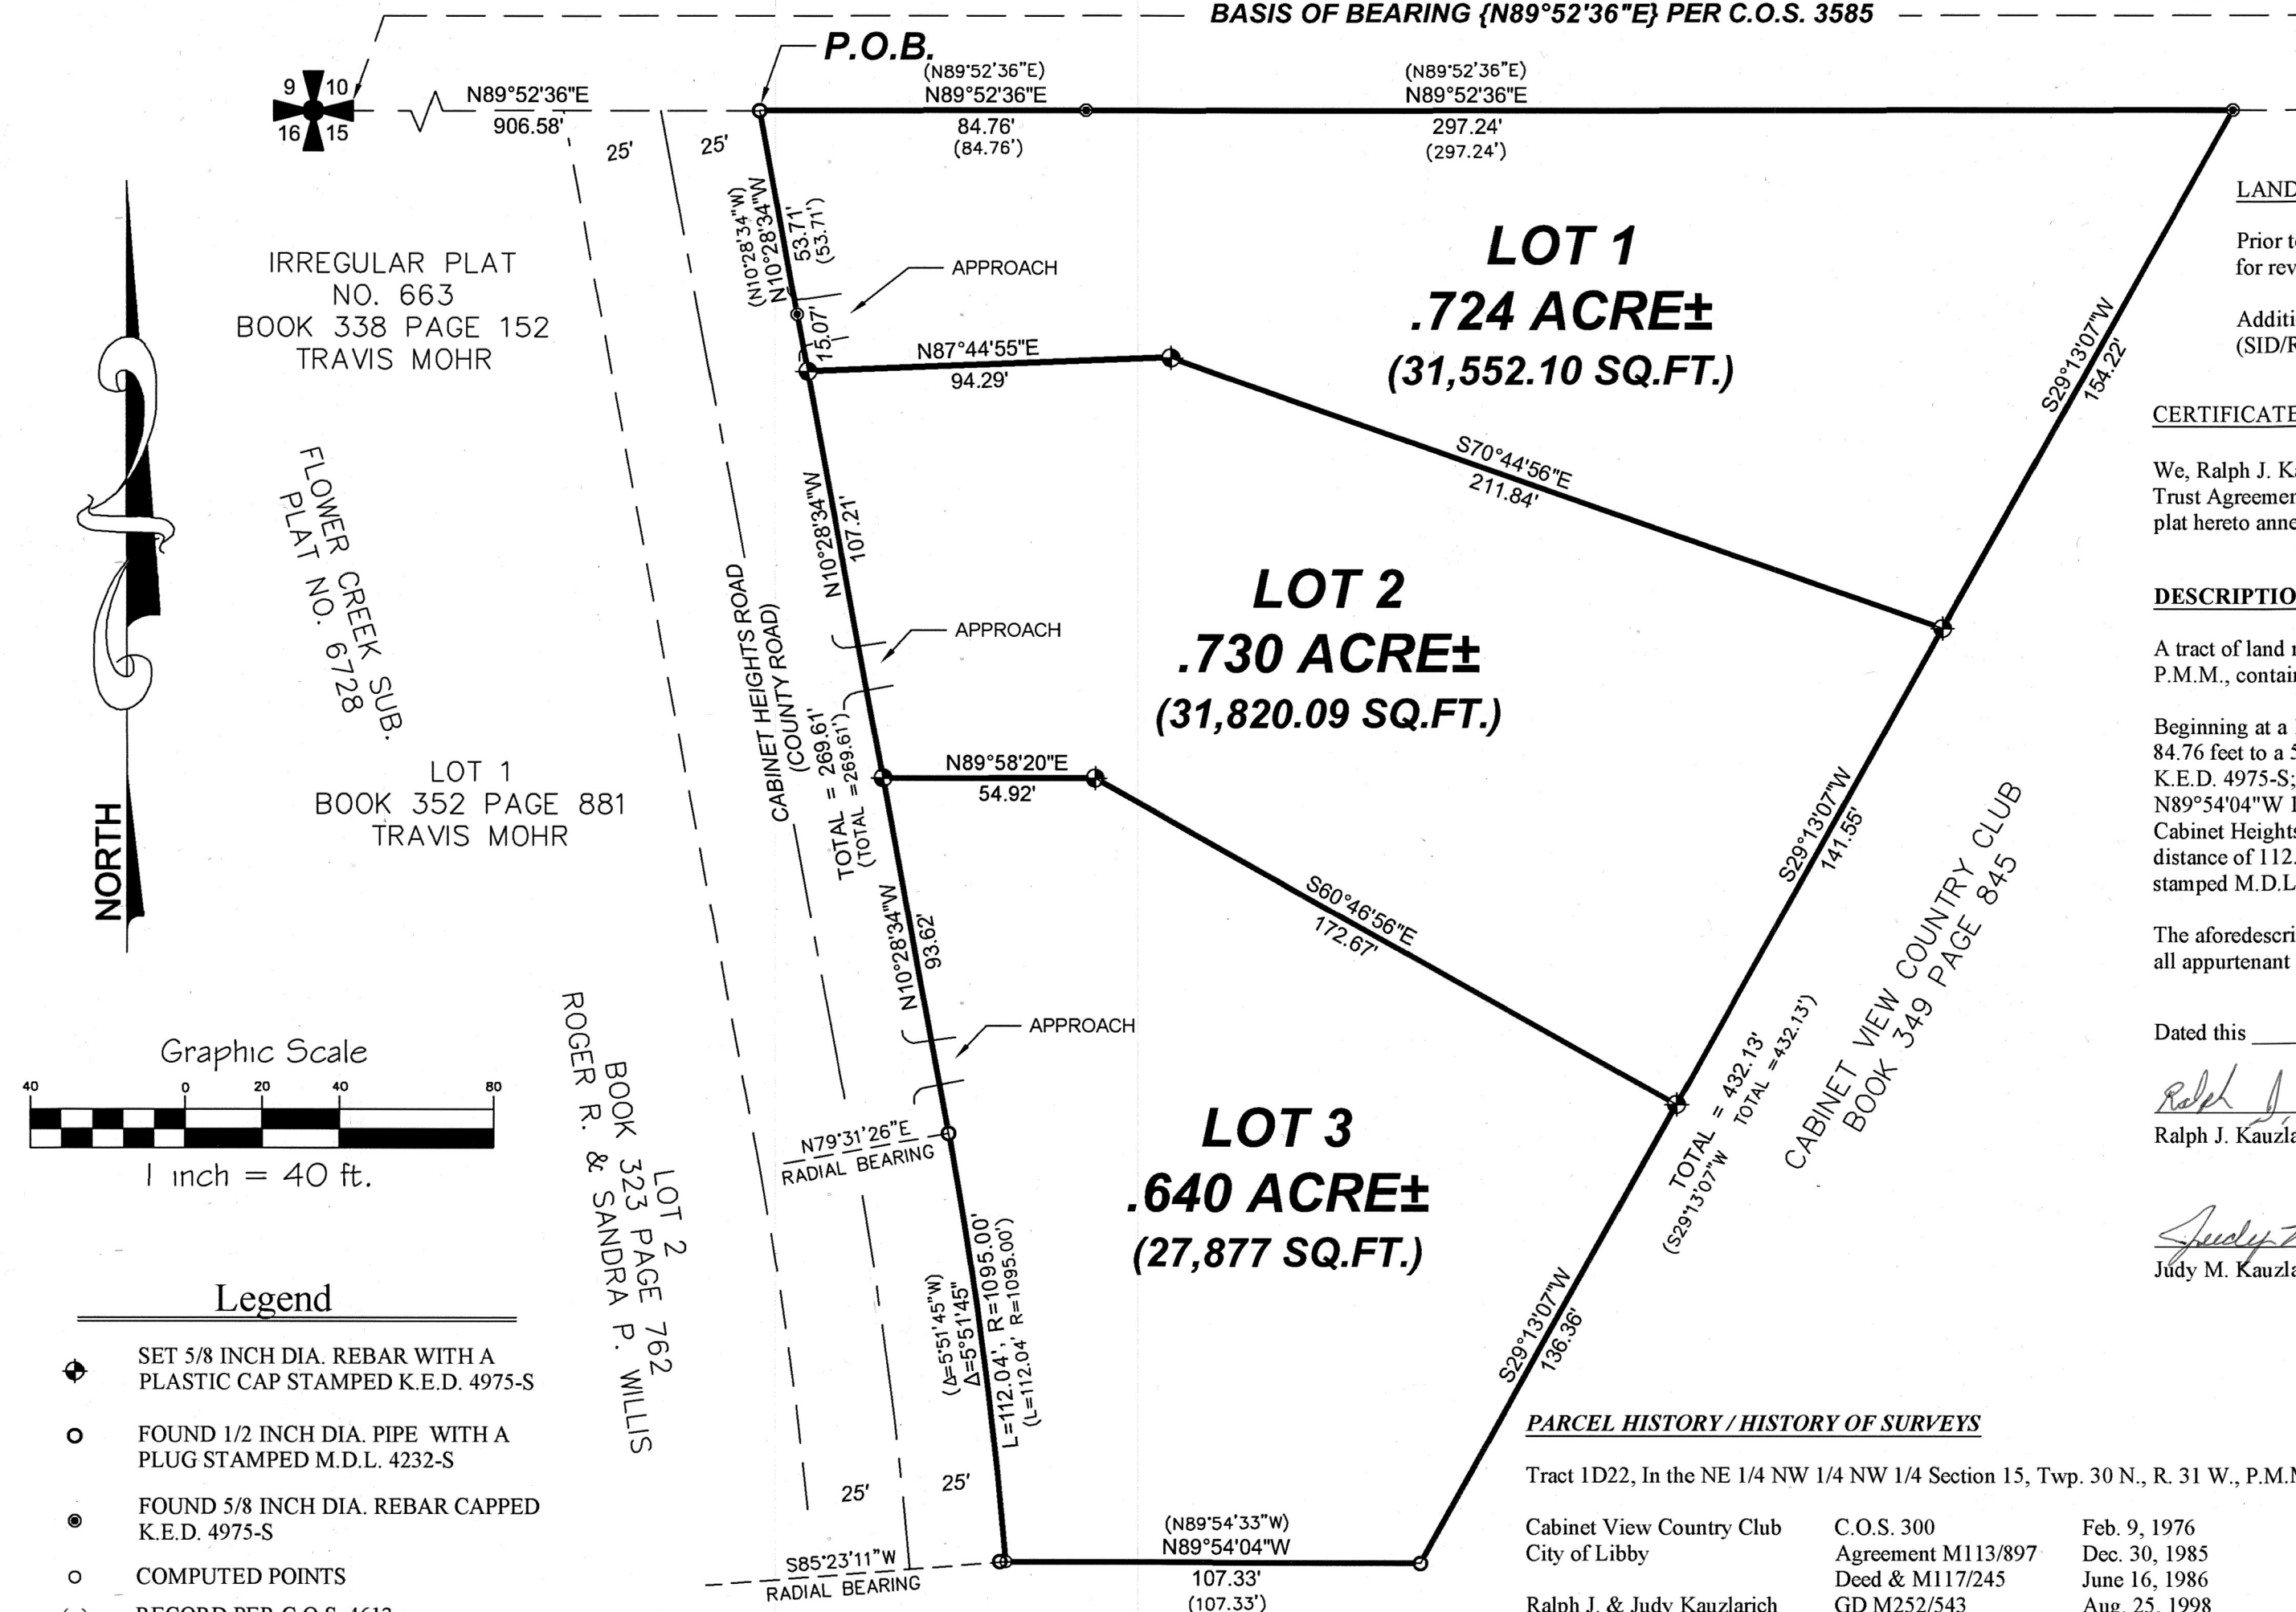 BASIS OF BEARING {N89°52'36"E} PER C.O.S. 3585
P.O.B.
9 10
16 15
N89°52'36"E
906.58'
(N89°52'36"E)
N89°52'36"E
84.76'
(84.76')
(N89°52'36"E)
N89°52'36"E
297.24'
(297.24')
25'
25'
(N10°28'34"W)
N10°28'34"W
53.71'
(53.71')
15.07'
APPROACH
IRREGULAR PLAT
NO. 663
BOOK 338 PAGE 152
TRAVIS MOHR
LOT 1
.724 ACRE±
(31,552.10 SQ.FT.)
N87°44'55"E
94.29'
S70°44'56"E
211.84'
S29°13'07"W
154.22'
FLOWER CREEK SUB.
PLAT NO. 6728
N10°28'34"W
107.21'
CABINET HEIGHTS ROAD
(COUNTY ROAD)
APPROACH
LOT 2
.730 ACRE±
(31,820.09 SQ.FT.)
TOTAL = 269.61'
(TOTAL =269.61')
LOT 1
BOOK 352 PAGE 881
TRAVIS MOHR
NORTH
N89°58'20"E
54.92'
S60°46'56"E
172.67'
S29°13'07"W
141.55'
CABINET VIEW COUNTRY CLUB
BOOK 349 PAGE 845
N10°28'34"W
93.62'
APPROACH
TOTAL = 432.13'
(S29°13'07"W TOTAL =432.13')
N79°31'26"E
RADIAL BEARING
LOT 3
.640 ACRE±
(27,877 SQ.FT.)
LOT 2
BOOK 323 PAGE 762
ROGER R. & SANDRA P. WILLIS
(Δ=5°51'45"W)
Δ=5°51'45"
L=112.04', R=1095.00'
(L=112.04' R=1095.00')
S29°13'07"W
136.36'
25'
25'
S85°23'11"W
RADIAL BEARING
(N89°54'33"W)
N89°54'04"W
107.33'
(107.33')
Graphic Scale
40 0 20 40 80
1 inch = 40 ft.
Legend
SET 5/8 INCH DIA. REBAR WITH A
PLASTIC CAP STAMPED K.E.D. 4975-S
FOUND 1/2 INCH DIA. PIPE WITH A
PLUG STAMPED M.D.L. 4232-S
FOUND 5/8 INCH DIA. REBAR CAPPED
K.E.D. 4975-S
COMPUTED POINTS
RECORD PER C.O.S. 4613
LAND
Prior t
for rev
Additi
(SID/R
CERTIFICATE
We, Ralph J. Ka
Trust Agreemen
plat hereto anne
DESCRIPTIO
A tract of land
P.M.M., contai
Beginning at a
84.76 feet to a 5
K.E.D. 4975-S;
N89°54'04"W 1
Cabinet Heights
distance of 112.
stamped M.D.L
The aforedescri
all appurtenant
Dated this
Ralph J.
Ralph J. Kauzla
Judy
Judy M. Kauzla
PARCEL HISTORY / HISTORY OF SURVEYS
Tract 1D22, In the NE 1/4 NW 1/4 NW 1/4 Section 15, Twp. 30 N., R. 31 W., P.M.M
Cabinet View Country Club C.O.S. 300 Feb. 9, 1976
City of Libby Agreement M113/897 Dec. 30, 1985
Deed & M117/245 June 16, 1986
Ralph J. & Judy Kauzlarich GD M252/543 Aug. 25, 1998